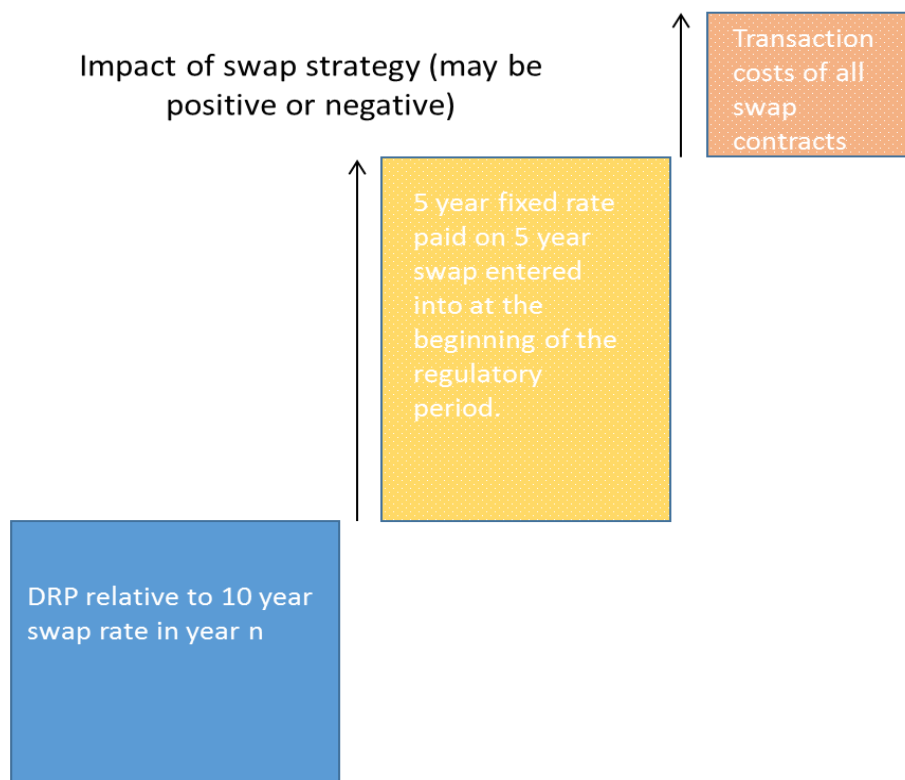 Impact of swap strategy (may be
positive or negative)
Transaction
costs of all
swap
contracts
5 year fixed rate
paid on 5 year
swap entered
into at the
beginning of the
regulatory
period.
DRP relative to 10 year
swap rate in year n